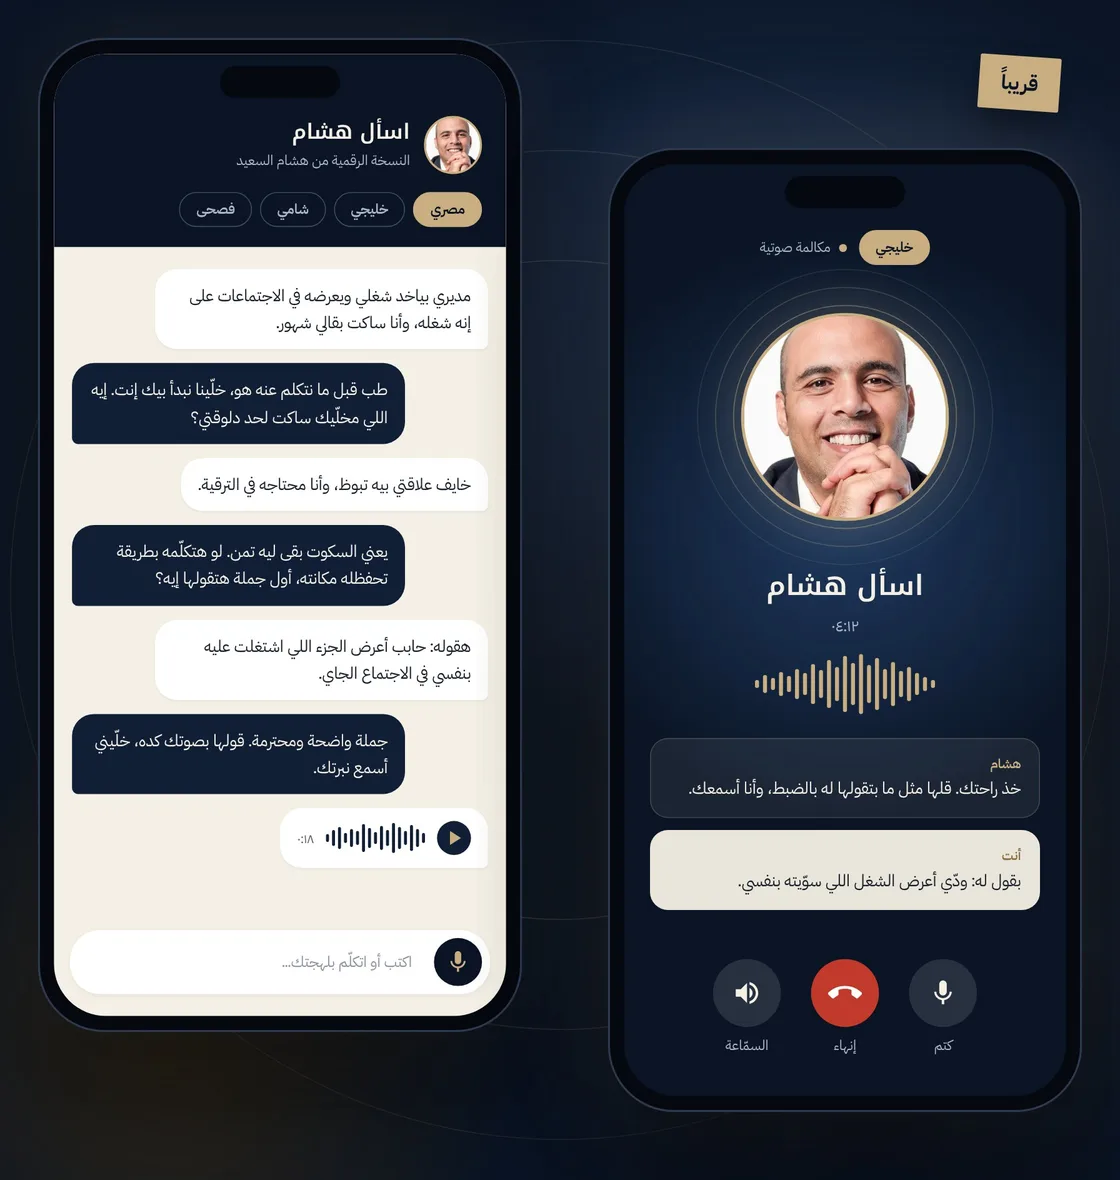 قريباً
اسأل هشام
النسخة الرقمية من هشام السعيد
مصري
خليجي
شامي
فصحى
مديري بياخد شغلي ويعرضه في الاجتماعات على
إنه شغله، وأنا ساكت بقالي شهور.
طب قبل ما نتكلم عنه هو، خلّينا نبدأ بيك إنت. إيه
اللي مخلّيك ساكت لحد دلوقتي؟
خايف علاقتي بيه تبوظ، وأنا محتاجه في الترقية.
يعني السكوت بقى ليه تمن. لو هتكلّمه بطريقة
تحفظله مكانته، أول جملة هتقولها إيه؟
هقوله: حابب أعرض الجزء اللي اشتغلت عليه
بنفسي في الاجتماع الجاي.
جملة واضحة ومحترمة. قولها بصوتك كده، خلّيني
أسمع نبرتك.
٠:١٨
اكتب أو اتكلّم بلهجتك...
خليجي
مكالمة صوتية
اسأل هشام
٠٤:١٢
هشام
خذ راحتك. قلها مثل ما بتقولها له بالضبط، وأنا أسمعك.
أنت
بقول له: ودّي أعرض الشغل اللي سوّيته بنفسي.
كتم
إنهاء
السمّاعة